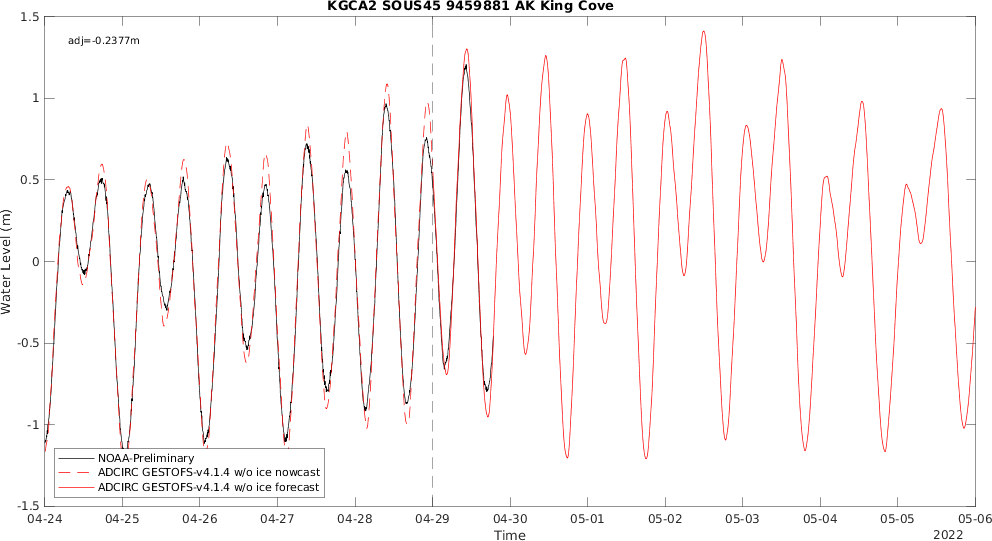 KGCA2 SOUS45 9459881 AK King Cove
adj=-0.2377m
1.5
1
0.5
0
-0.5
-1
-1.5
Water Level (m)
NOAA-Preliminary
ADCIRC GESTOFS-v4.1.4 w/o ice nowcast
ADCIRC GESTOFS-v4.1.4 w/o ice forecast
04-24 04-25 04-26 04-27 04-28 04-29 04-30 05-01 05-02 05-03 05-04 05-05 05-06
Time
2022